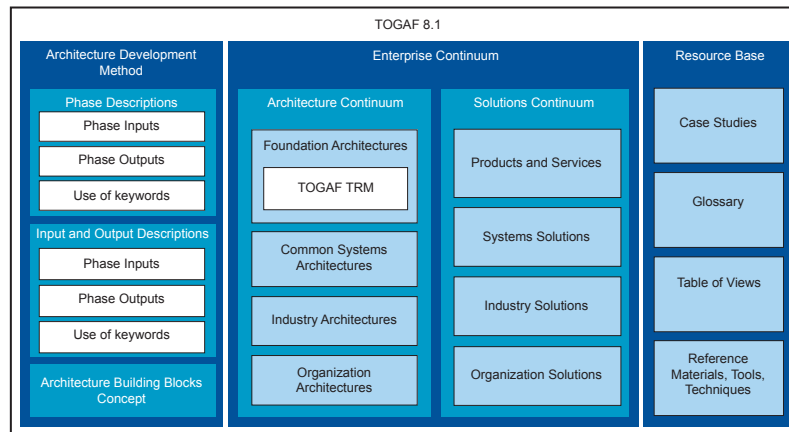 TOGAF 8.1
Architecture Development
Method
Phase Descriptions
Phase Inputs
Phase Outputs
Use of keywords
Input and Output Descriptions
Phase Inputs
Phase Outputs
Use of keywords
Architecture Building Blocks
Concept
Enterprise Continuum
Architecture Continuum
Foundation Architectures
TOGAF TRM
Common Systems
Architectures
Industry Architectures
Organization
Architectures
Solutions Continuum
Products and Services
Systems Solutions
Industry Solutions
Organization Solutions
Resource Base
Case Studies
Glossary
Table of Views
Reference
Materials, Tools,
Techniques